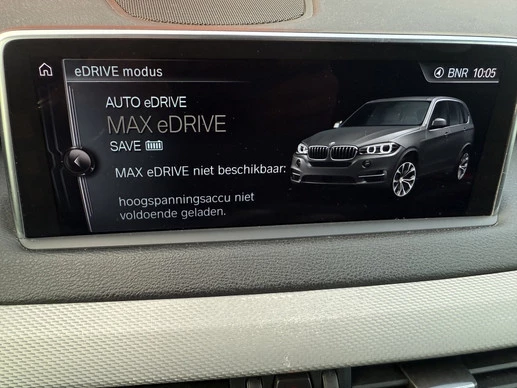 eDRIVE modus
BNR 10:05
AUTO eDRIVE
MAX eDRIVE
SAVE
MAX eDRIVE niet beschikbaar:
hoogspanningsaccu niet
voldoende geladen.